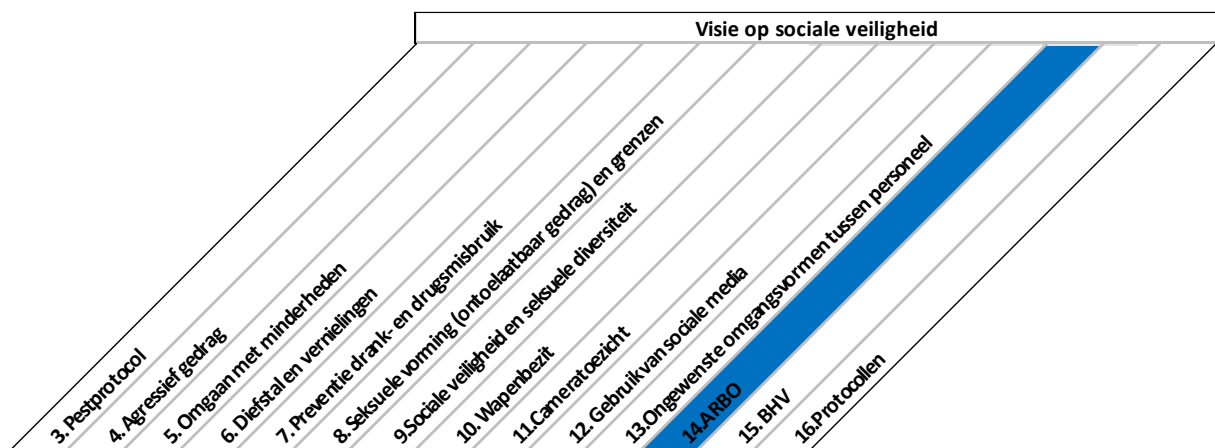 Visie op sociale veiligheid
3. Pestprotocol
4. Agressief gedrag
5. Omgaan met minderheden
6. Diefstal en vernielingen
7. Preventie drank- en drugsmisbruik
8. Seksuele vorming (ontoelaatbaar gedrag) en grenzen
9.Sociale veiligheid en seksuele diversiteit
10. Wapenbezit
11.Cameratoezicht
12. Gebruik van sociale media
13.Ongewenste omgangsvormen tussen personeel
14.ARBO
15. BHV
16.Protocollen